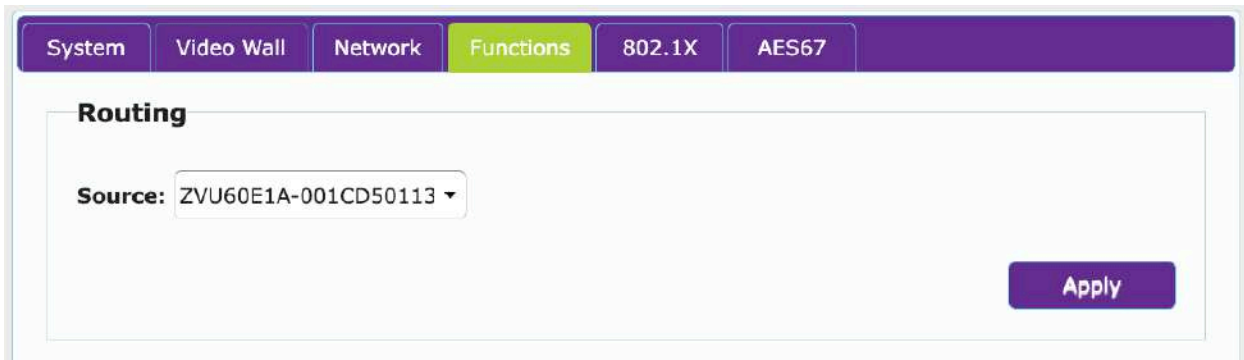 System Video Wall Network Functions 802.1X AES67
Routing
Source: ZVU60E1A-001CD50113
Apply